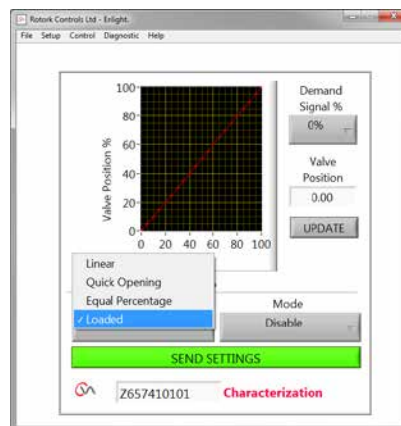 Rotork Controls Ltd - Enlight.
File Setup Control Diagnostic Help
100
80
60
40
20
0
Valve Position %
0 20 40 60 80 100
Demand
Signal %
0%
Valve
Position
0.00
UPDATE
Linear
Quick Opening
Equal Percentage
✓ Loaded
Mode
Disable
SEND SETTINGS
Z657410101
Characterization